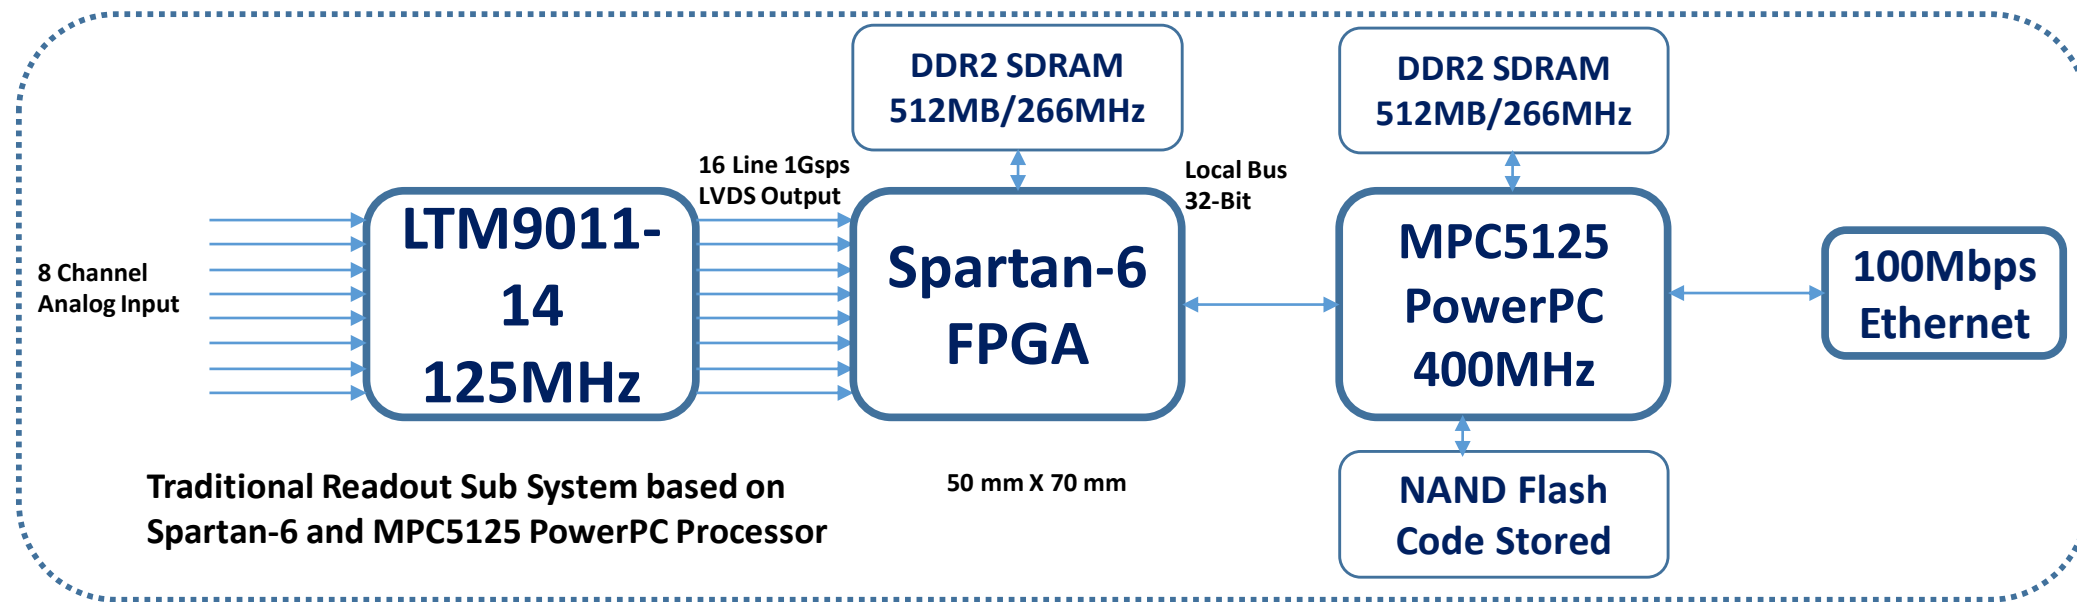 8 Channel
Analog Input
LTM9011-
14
125MHz
16 Line 1Gsps
LVDS Output
DDR2 SDRAM
512MB/266MHz
Spartan-6
FPGA
Local Bus
32-Bit
DDR2 SDRAM
512MB/266MHz
MPC5125
PowerPC
400MHz
100Mbps
Ethernet
NAND Flash
Code Stored
Traditional Readout Sub System based on
Spartan-6 and MPC5125 PowerPC Processor
50 mm X 70 mm